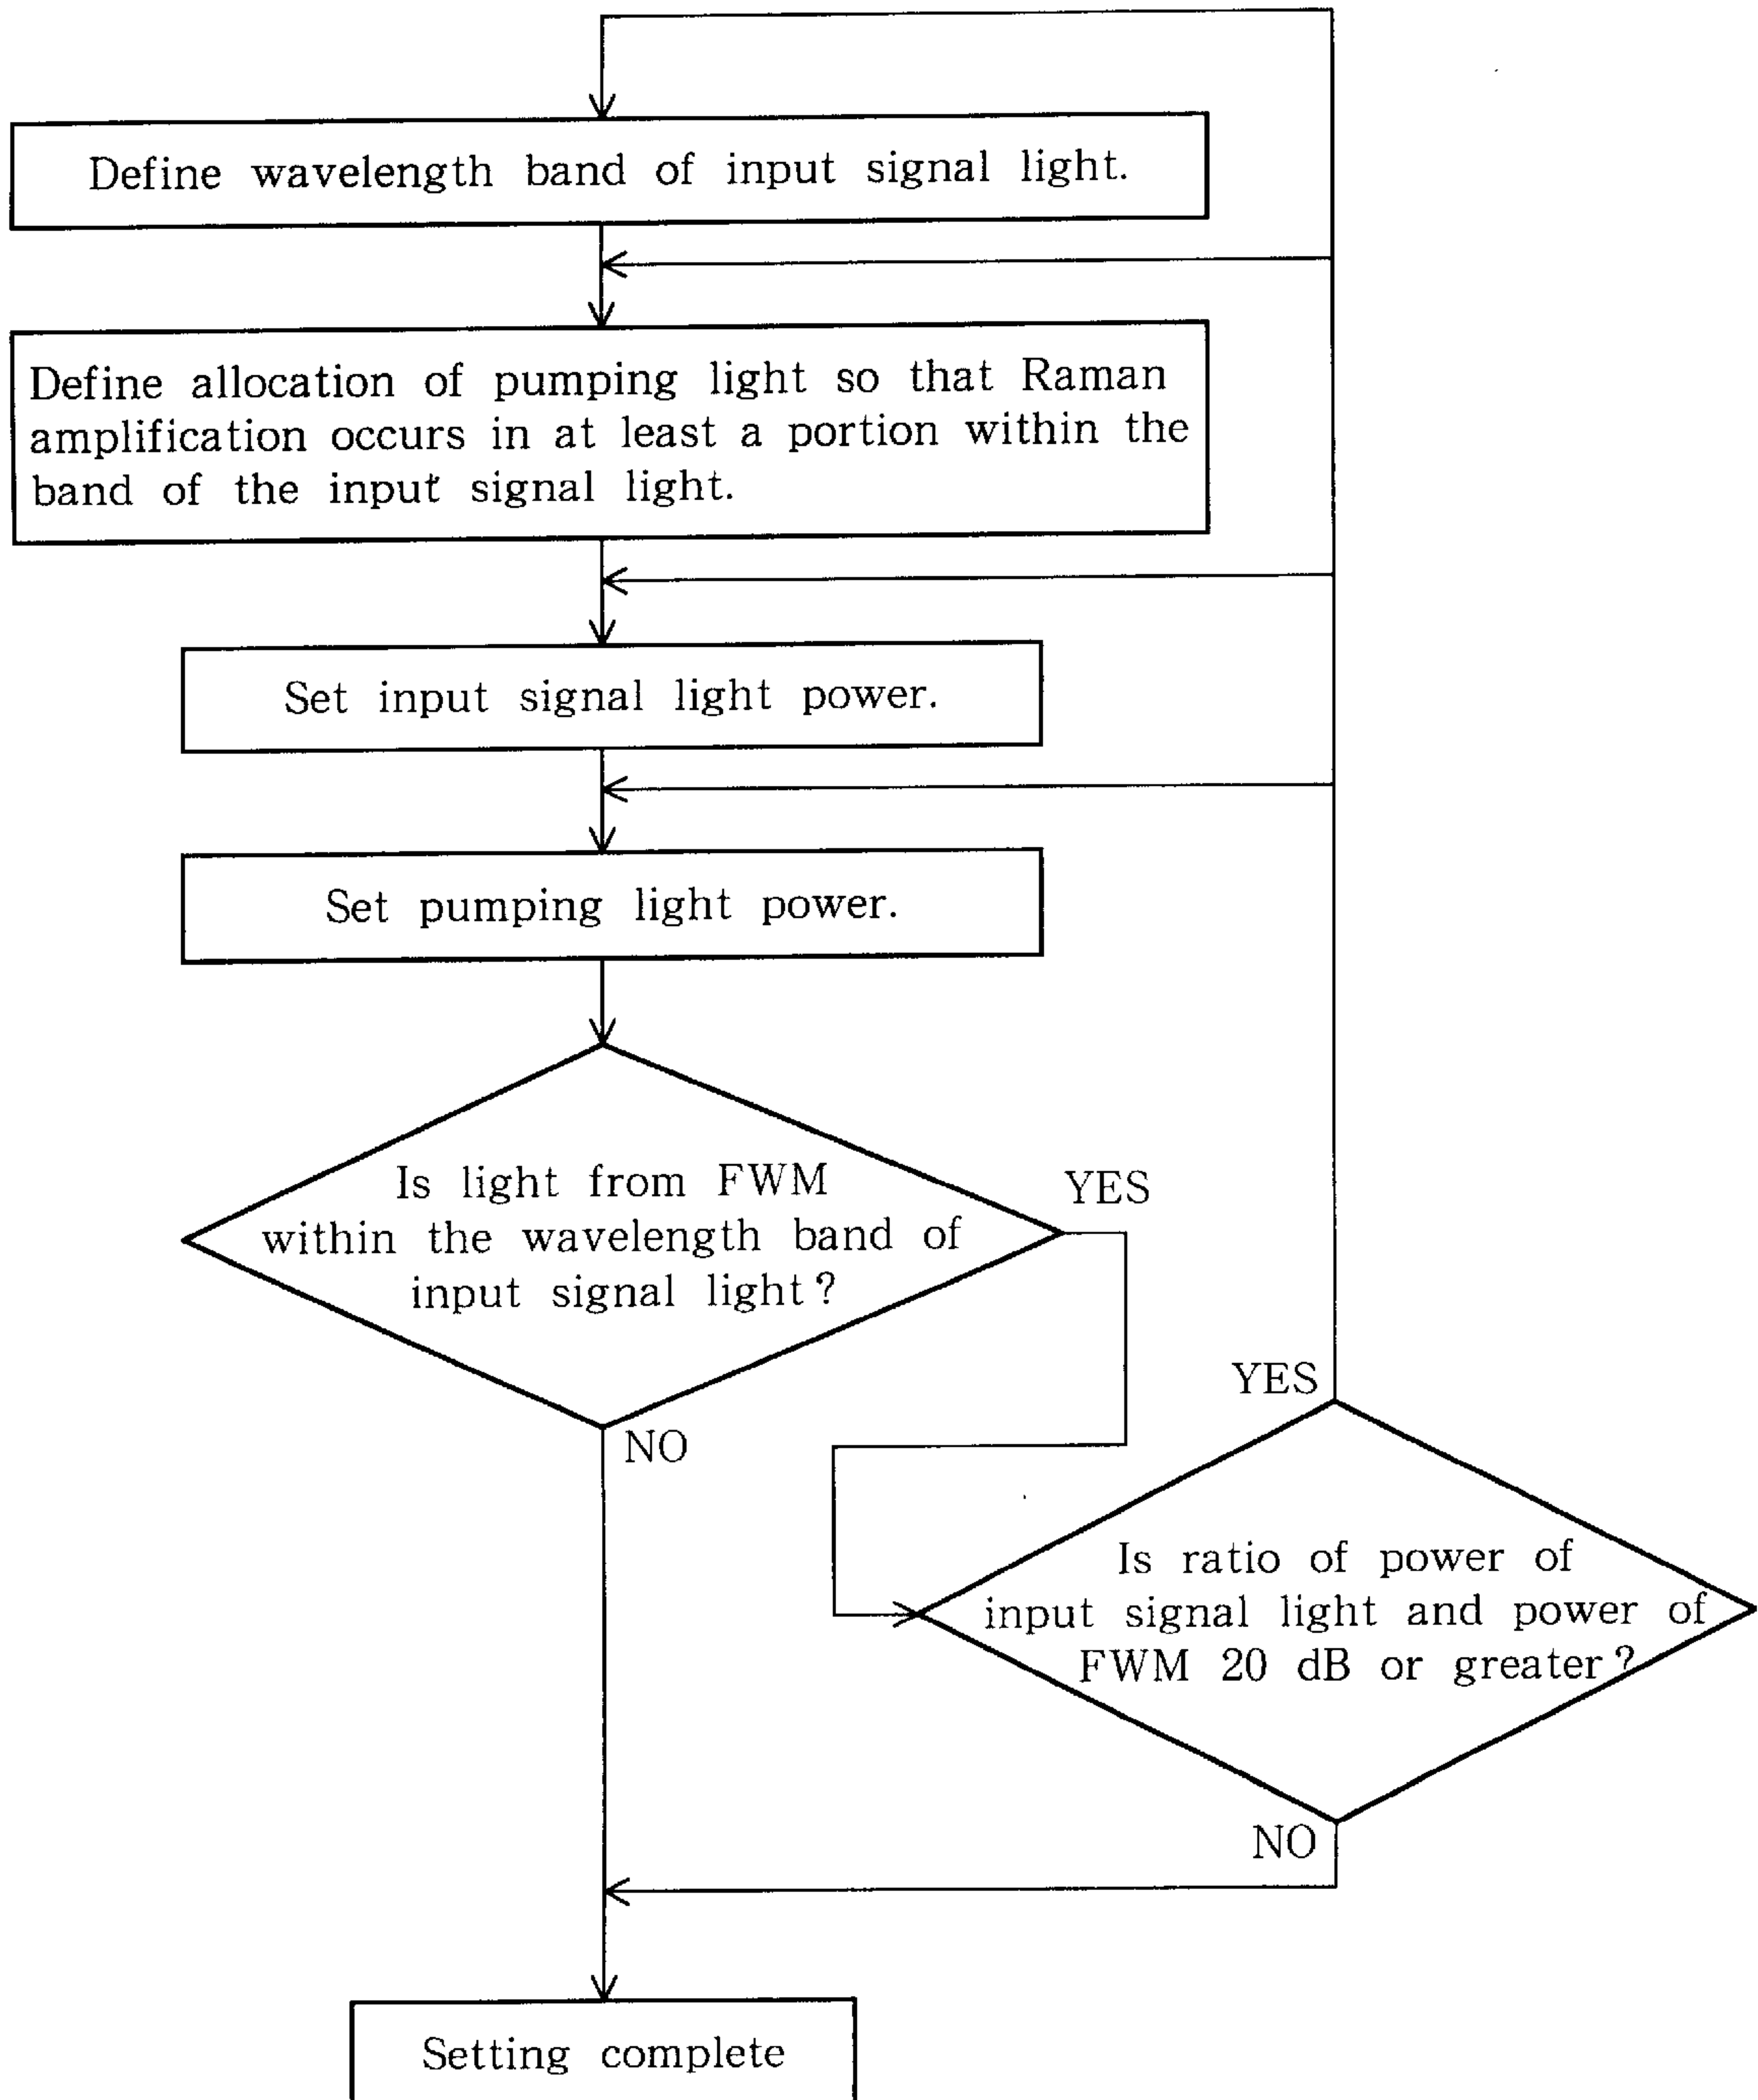 Define wavelength band of input signal light.
Define allocation of pumping light so that Raman
amplification occurs in at least a portion within the
band of the input signal light.
Set input signal light power.
Set pumping light power.
Is light from FWM
within the wavelength band of
input signal light?
YES
NO
YES
Is ratio of power of
input signal light and power of
FWM 20 dB or greater?
NO
Setting complete